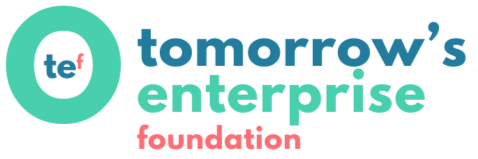 tef
tomorrow's
enterprise
foundation